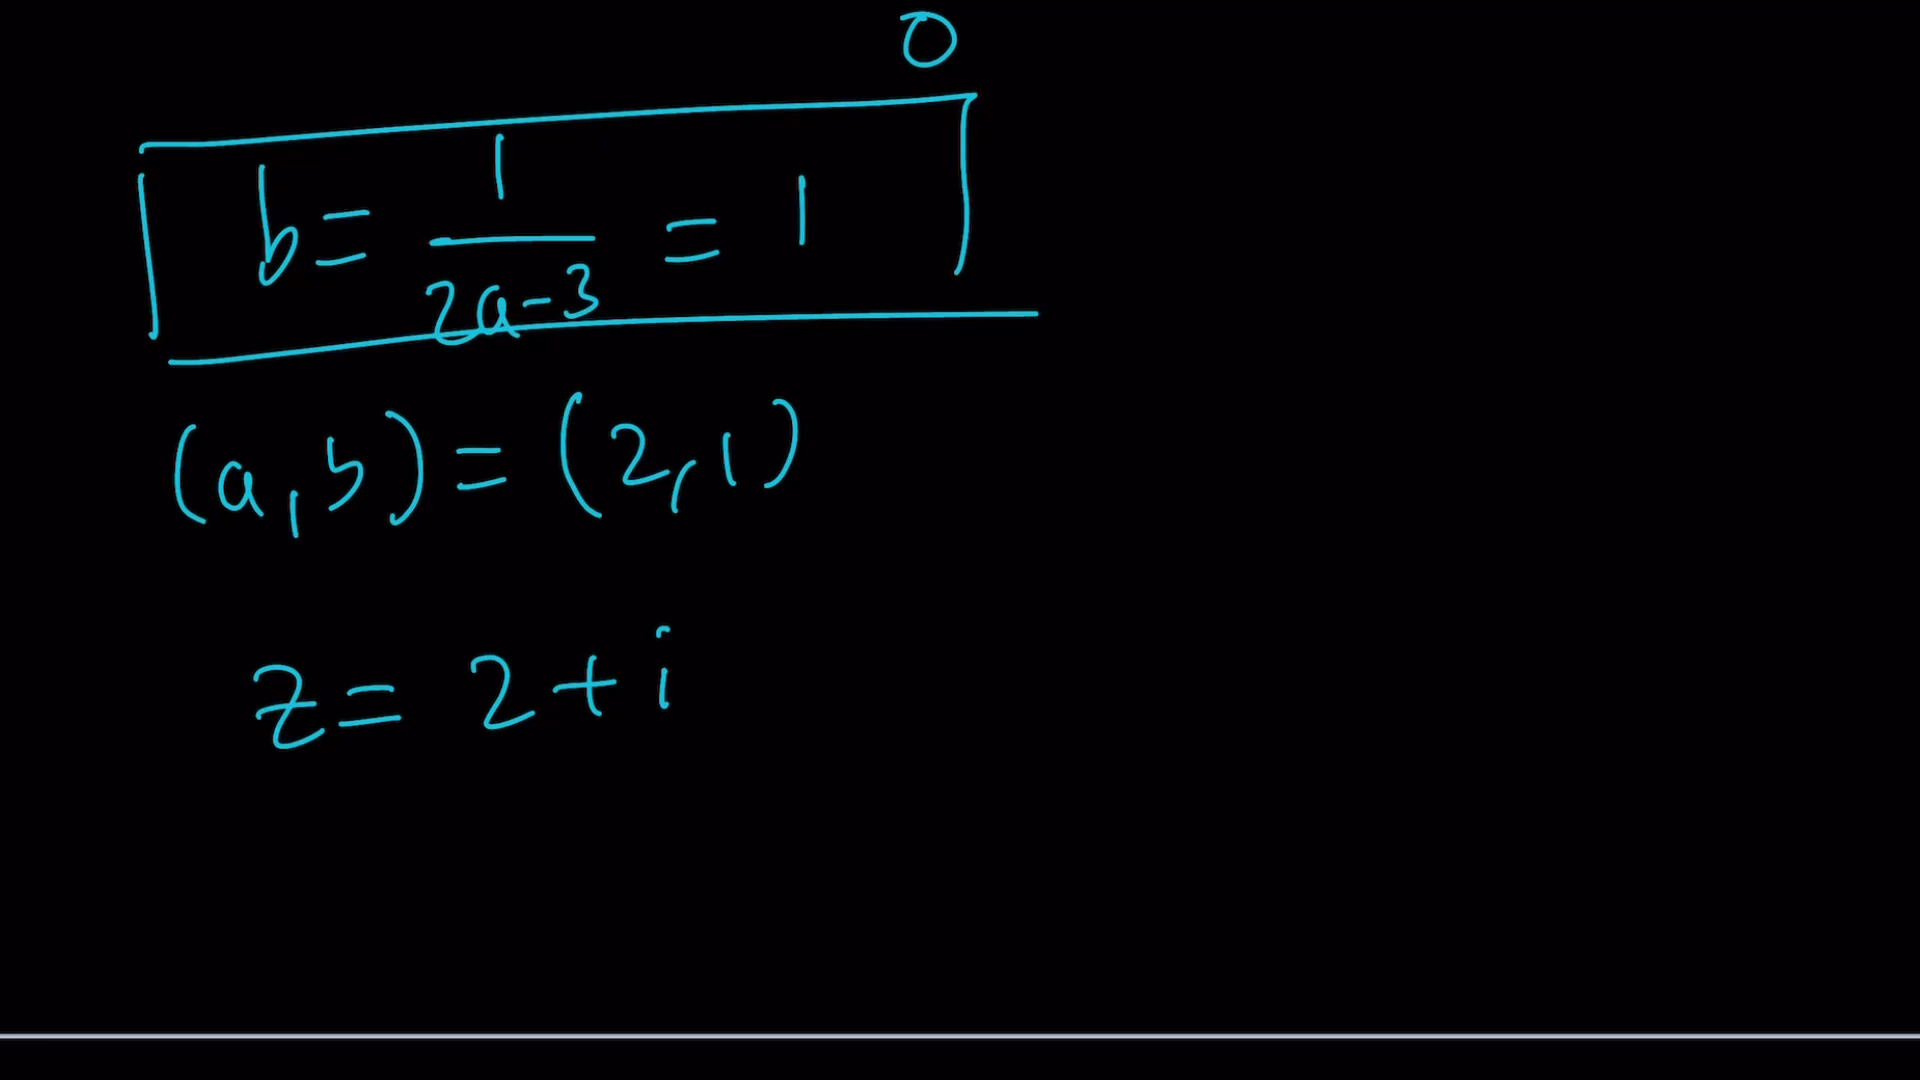 0
b = 1/(2a-3) = 1
(a, b) = (2, 1)
z = 2 + i